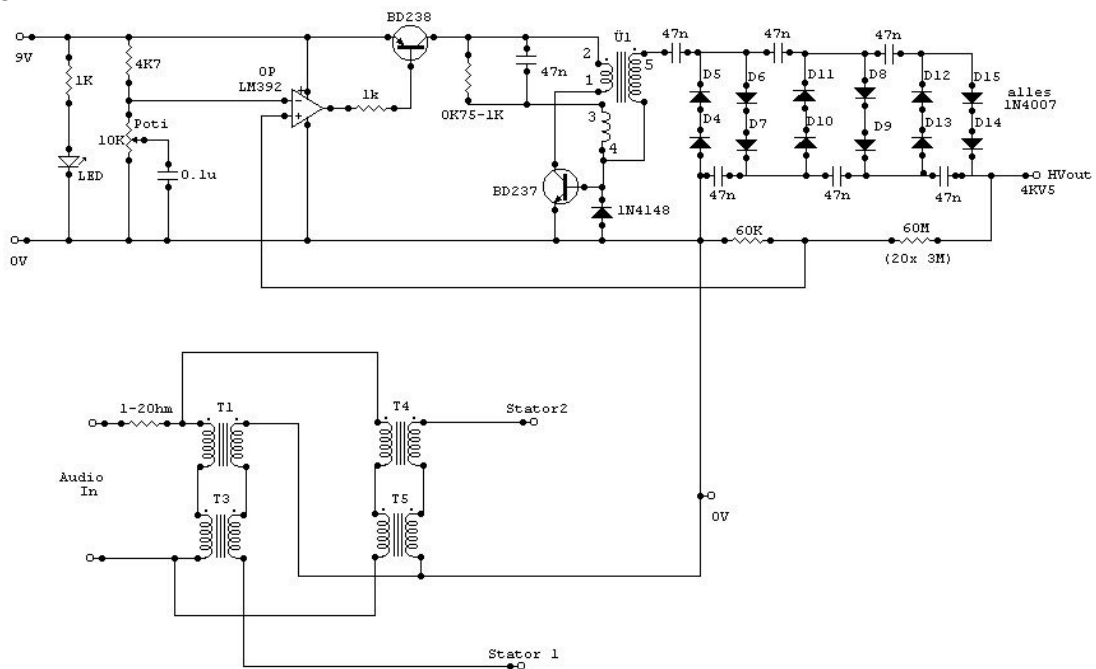 BD238
9V
1K
4K7
OP
LM392
1k
47n
0K75-1K
Ü1
2
1
3
4
5
47n
47n
47n
D5
D6
D11
D8
D12
D15
alles
1N4007
D4
D7
D10
D9
D13
D14
Poti
10K
LED
0.1u
BD237
1N4148
47n
47n
47n
HVout
4KV5
0V
60K
60M
(20x 3M)
1-2Ohm
T1
T4
Stator2
Audio
In
T3
T5
0V
Stator 1